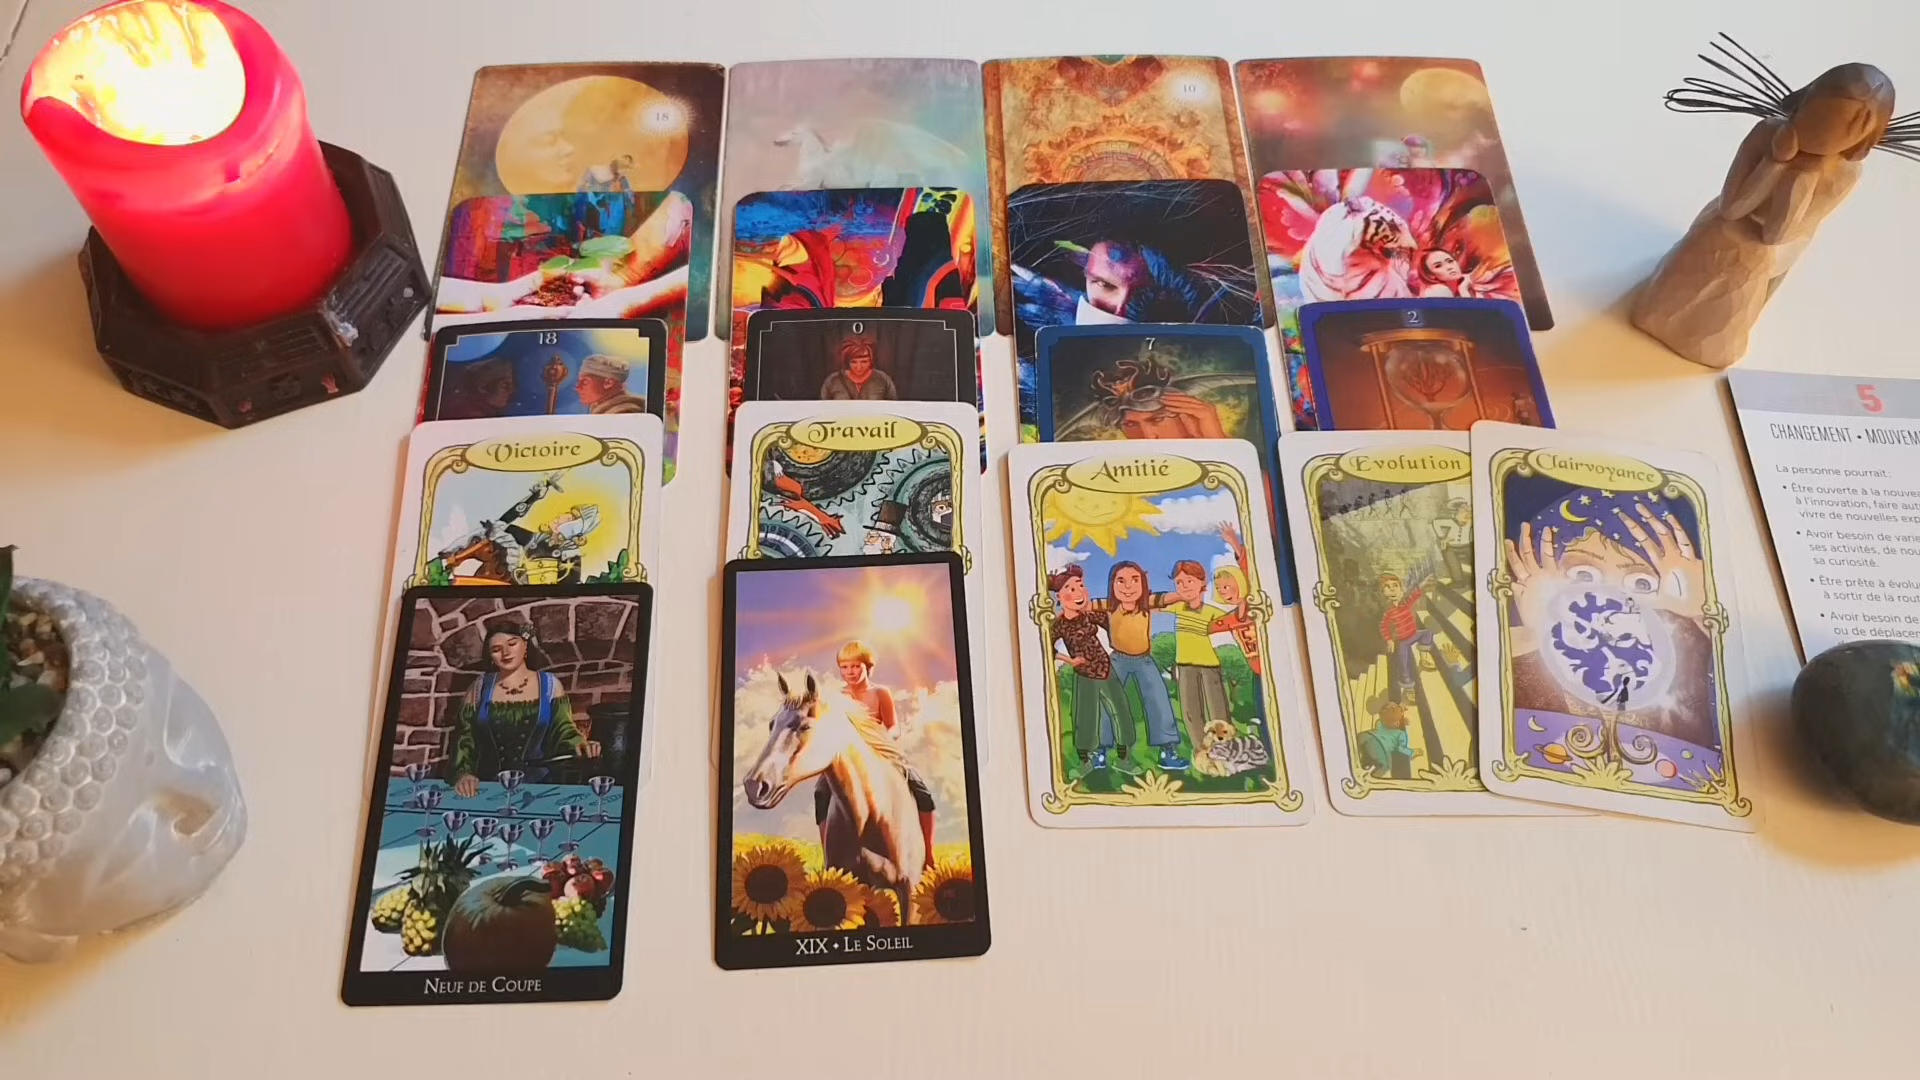 18
10
18
0
7
2
Victoire
Travail
Amitié
Evolution
Clairvoyance
NEUF DE COUPE
XIX • LE SOLEIL
5
CHANGEMENT • MOUVEM
La personne pourrait :
• Être ouverte à la nouvea
à l'innovation, faire aut
vivre de nouvelles exp
• Avoir besoin de varie
ses activités, de nou
sa curiosité.
• Être prête à évolu
à sortir de la rout
• Avoir besoin de
ou de déplacem